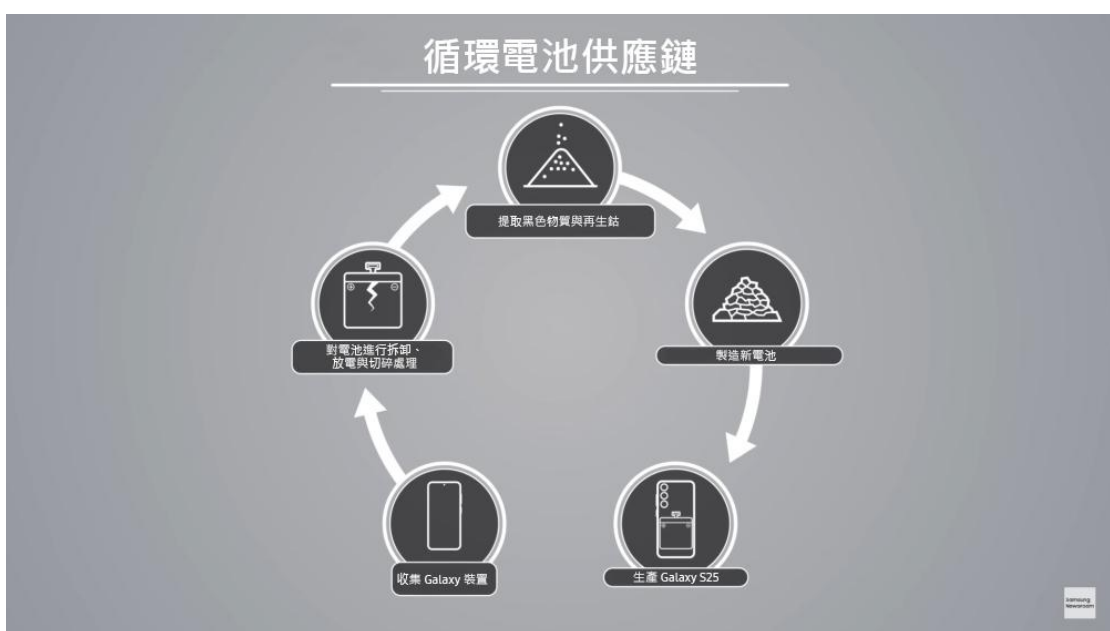 循環電池供應鏈
提取黑色物質與再生鈷
對電池進行拆卸、
放電與切碎處理
製造新電池
收集 Galaxy 裝置
生產 Galaxy S25
Samsung
Newsroom